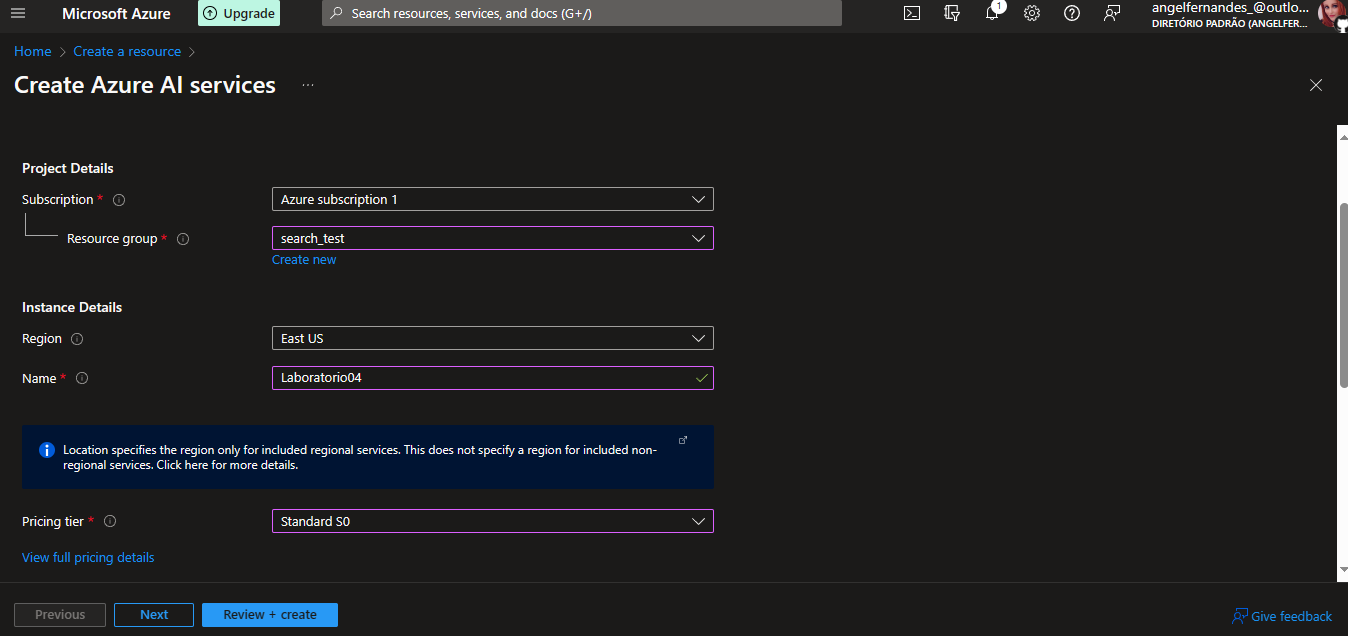 Microsoft Azure
Upgrade
Search resources, services, and docs (G+/)
1
angelfernandes_@outlo...
DIRETÓRIO PADRÃO (ANGELFER...
Home > Create a resource >
Create Azure AI services ...
Project Details
Subscription *
Azure subscription 1
Resource group *
search_test
Create new
Instance Details
Region
East US
Name *
Laboratorio04
Location specifies the region only for included regional services. This does not specify a region for included non-
regional services. Click here for more details.
Pricing tier *
Standard S0
View full pricing details
Previous
Next
Review + create
Give feedback